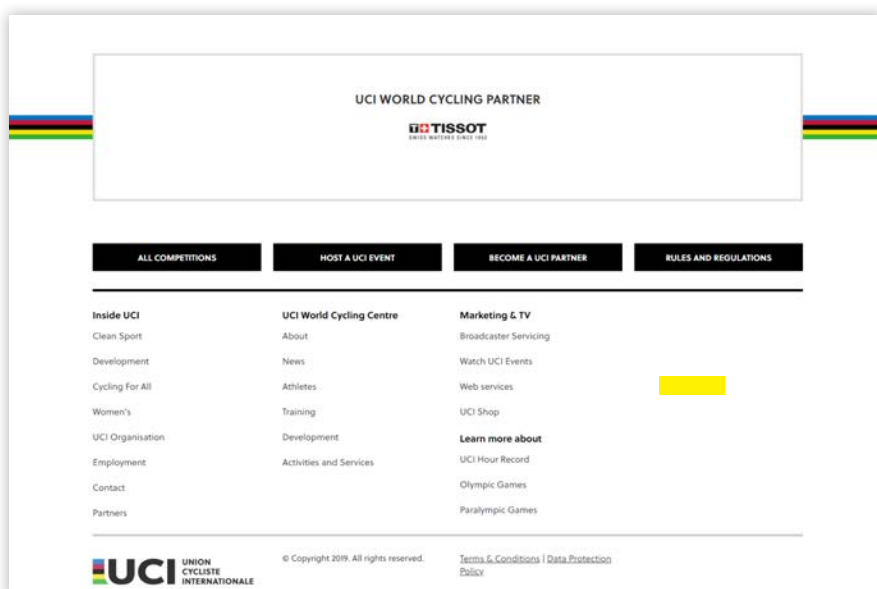 UCI WORLD CYCLING PARTNER
TISSOT
SWISS WATCHES SINCE 1853
ALL COMPETITIONS
HOST A UCI EVENT
BECOME A UCI PARTNER
RULES AND REGULATIONS
Inside UCI
Clean Sport
Development
Cycling For All
Women's
UCI Organisation
Employment
Contact
Partners
UCI World Cycling Centre
About
News
Athletes
Training
Development
Activities and Services
Marketing & TV
Broadcaster Servicing
Watch UCI Events
Web services
UCI Shop
Learn more about
UCI Hour Record
Olympic Games
Paralympic Games
UCI
UNION
CYCLISTE
INTERNATIONALE
© Copyright 2019. All rights reserved.
Terms & Conditions | Data Protection
Policy